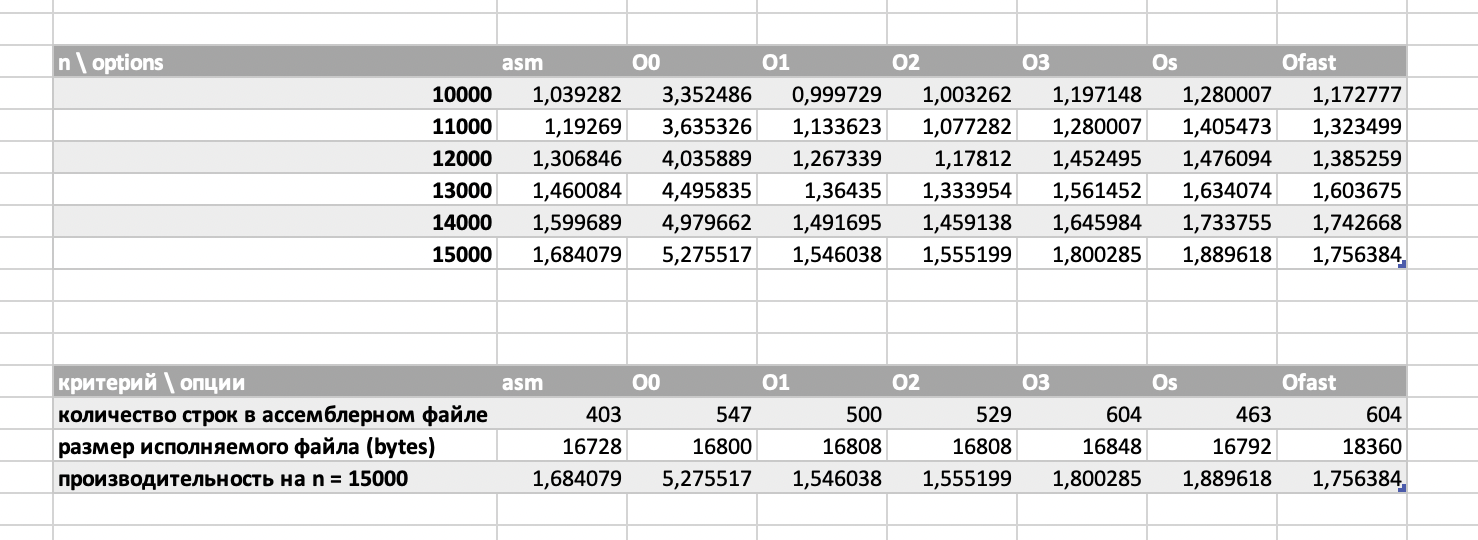 n \ options asm O0 O1 O2 O3 Os Ofast
10000 1,039282 3,352486 0,999729 1,003262 1,197148 1,280007 1,172777
11000 1,19269 3,635326 1,133623 1,077282 1,280007 1,405473 1,323499
12000 1,306846 4,035889 1,267339 1,17812 1,452495 1,476094 1,385259
13000 1,460084 4,495835 1,36435 1,333954 1,561452 1,634074 1,603675
14000 1,599689 4,979662 1,491695 1,459138 1,645984 1,733755 1,742668
15000 1,684079 5,275517 1,546038 1,555199 1,800285 1,889618 1,756384
критерий \ опции asm O0 O1 O2 O3 Os Ofast
количество строк в ассемблерном файле 403 547 500 529 604 463 604
размер исполняемого файла (bytes) 16728 16800 16808 16808 16848 16792 18360
производительность на n = 15000 1,684079 5,275517 1,546038 1,555199 1,800285 1,889618 1,756384